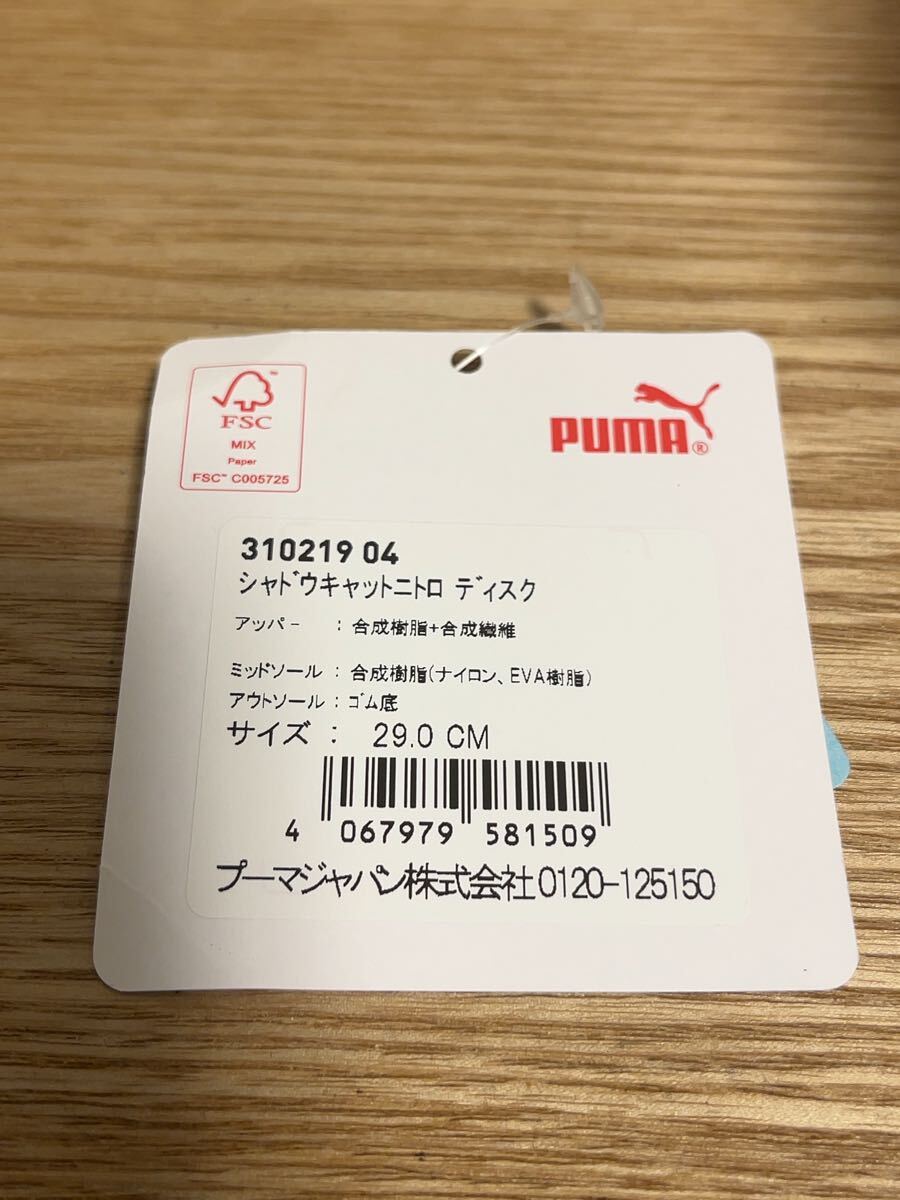 FSC
MIX
Paper
FSC™ C005725
PUMA®
310219 04
シャドウキャットニトロ ディスク
アッパー : 合成樹脂+合成繊維
ミッドソール : 合成樹脂(ナイロン、EVA樹脂)
アウトソール : ゴム底
サイズ : 29.0 CM
4 067979 581509
プーマジャパン株式会社0120-125150